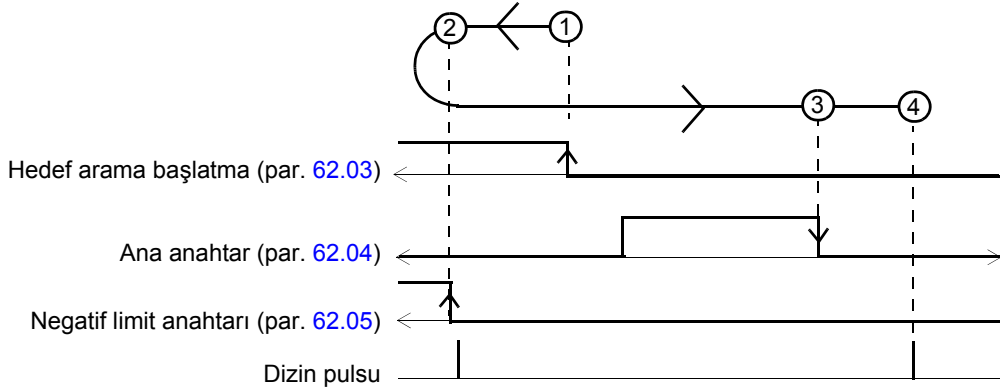 2 1
3 4
Hedef arama başlatma (par. 62.03)
Ana anahtar (par. 62.04)
Negatif limit anahtarı (par. 62.05)
Dizin pulsu